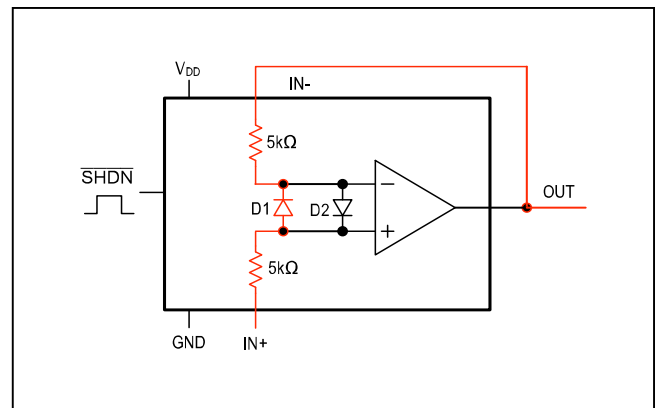 V_DD
IN-
5kΩ
SHDN
D1
D2
−
+
OUT
5kΩ
GND
IN+